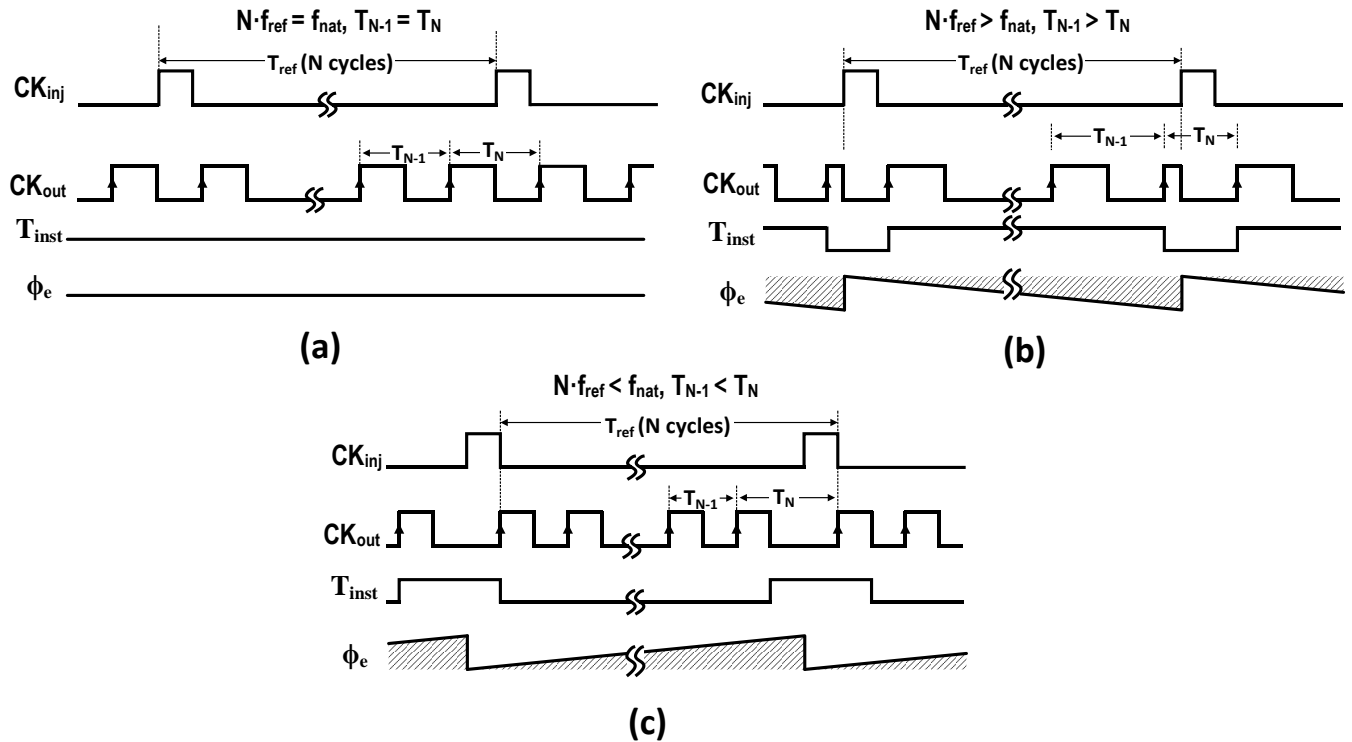 N·fref = fnat, TN-1 = TN
Tref (N cycles)
CKinj
TN-1
TN
CKout
Tinst
ϕe
(a)
N·fref > fnat, TN-1 > TN
Tref (N cycles)
CKinj
TN-1
TN
CKout
Tinst
ϕe
(b)
N·fref < fnat, TN-1 < TN
Tref (N cycles)
CKinj
TN-1
TN
CKout
Tinst
ϕe
(c)